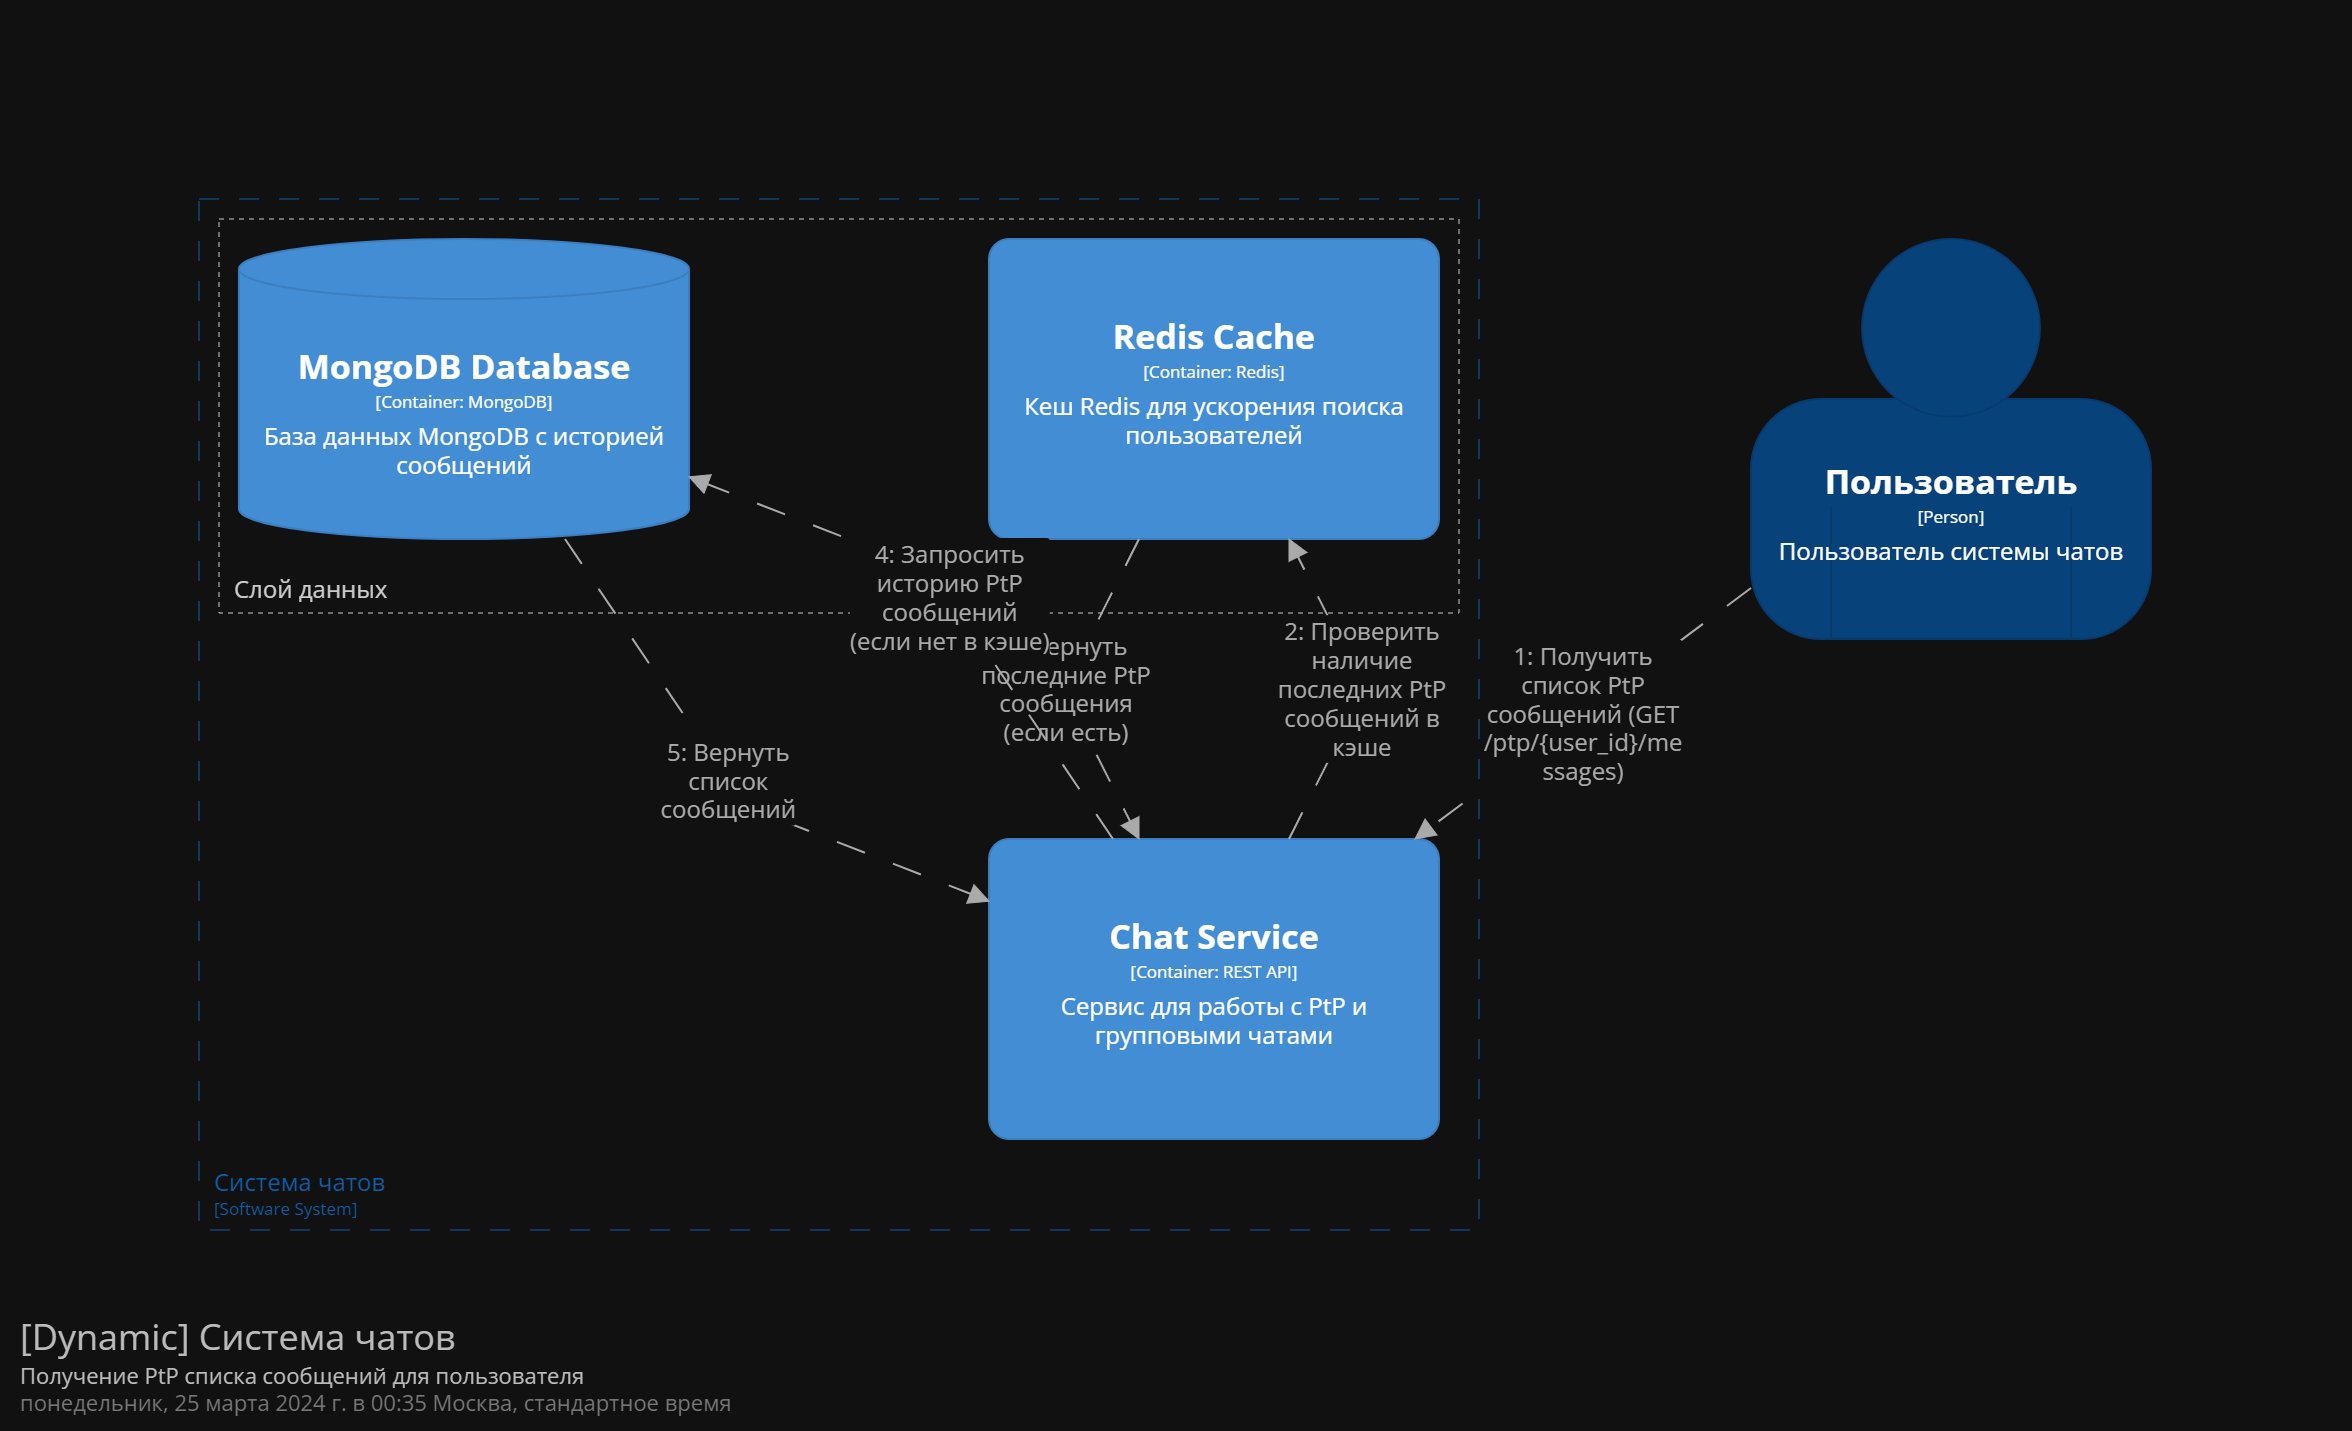 MongoDB Database
[Container: MongoDB]
База данных MongoDB с историей
сообщений
Redis Cache
[Container: Redis]
Кеш Redis для ускорения поиска
пользователей
Пользователь
[Person]
Пользователь системы чатов
Слой данных
4: Запросить
историю PtP
сообщений
(если нет в кэше)
последние PtP
сообщения
(если есть)
2: Проверить
наличие
последних PtP
сообщений в
кэше
1: Получить
список PtP
сообщений (GET
/ptp/{user_id}/me
ssages)
5: Вернуть
список
сообщений
Chat Service
[Container: REST API]
Сервис для работы с PtP и
групповыми чатами
Система чатов
[Software System]
[Dynamic] Система чатов
Получение PtP списка сообщений для пользователя
понедельник, 25 марта 2024 г. в 00:35 Москва, стандартное время